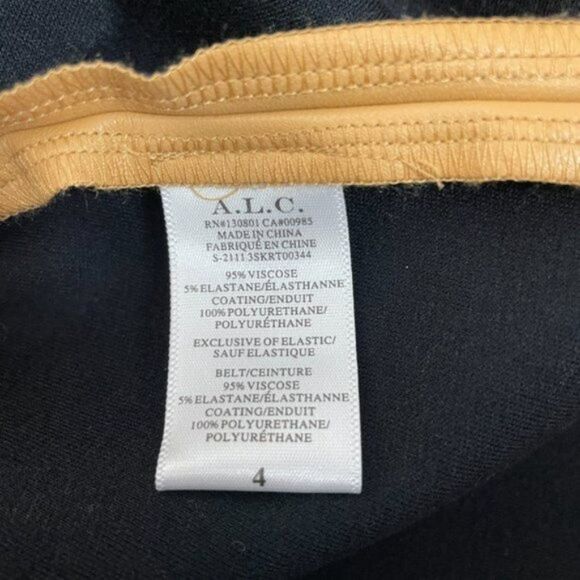 A.L.C.
RN#130801 CA#00985
MADE IN CHINA
FABRIQUÉ EN CHINE
S-2111 3SKRT00344
95% VISCOSE
5% ELASTANE/ÉLASTHANNE
COATING/ENDUIT
100% POLYURETHANE/
POLYURÉTHANE
EXCLUSIVE OF ELASTIC/
SAUF ELASTIQUE
BELT/CEINTURE
95% VISCOSE
5% ELASTANE/ÉLASTHANNE
COATING/ENDUIT
100% POLYURETHANE/
POLYURÉTHANE
4